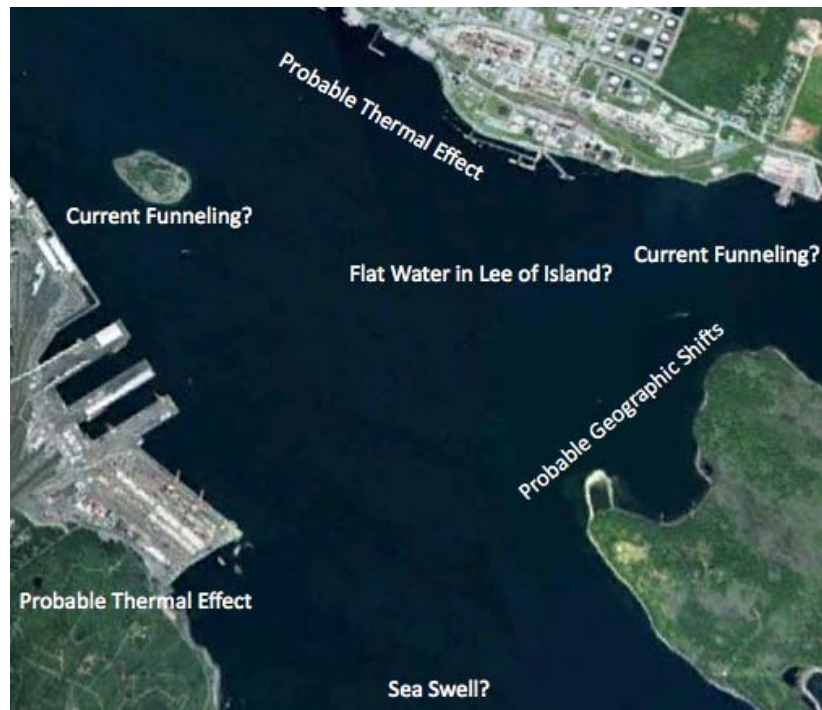 Probable Thermal Effect
Current Funneling?
Current Funneling?
Flat Water in Lee of Island?
Probable Geographic Shifts
Probable Thermal Effect
Sea Swell?